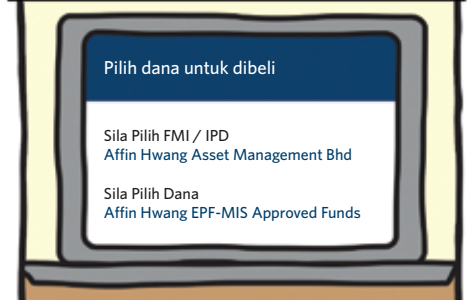 Pilih dana untuk dibeli
Sila Pilih FMI / IPD
Affin Hwang Asset Management Bhd
Sila Pilih Dana
Affin Hwang EPF-MIS Approved Funds